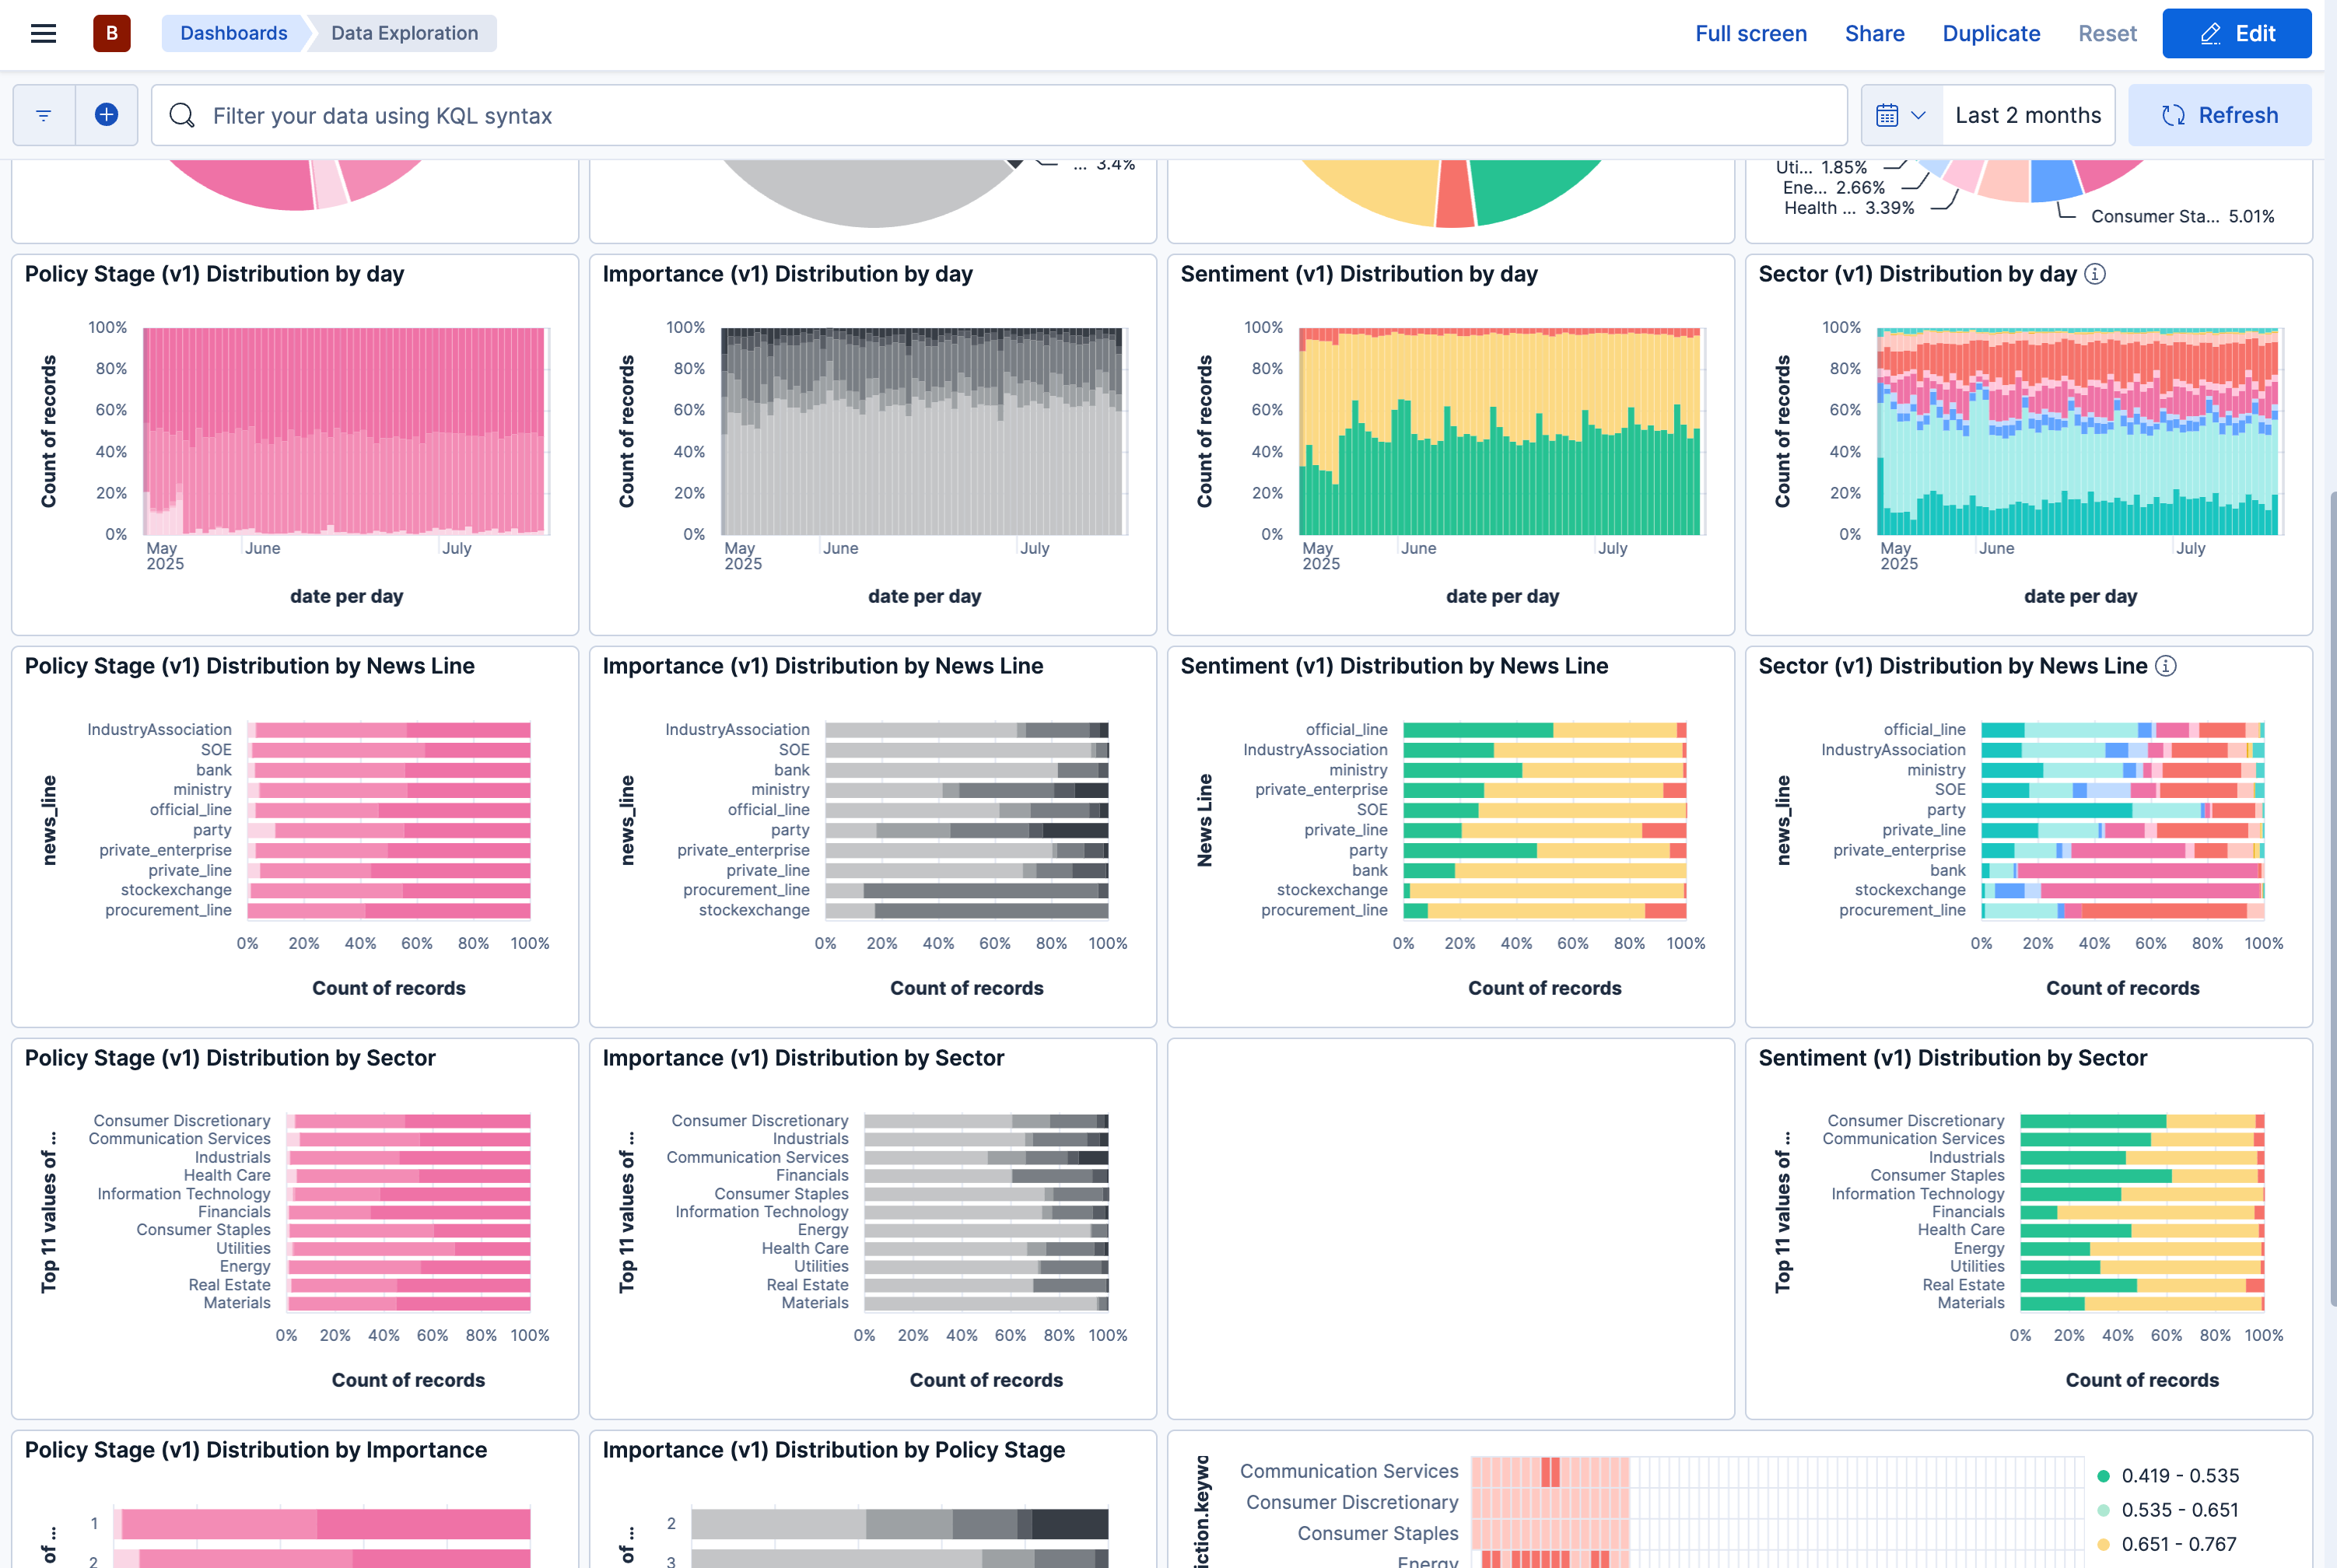 B
Dashboards
Data Exploration
Full screen
Share
Duplicate
Reset
Edit
Filter your data using KQL syntax
Last 2 months
Refresh
... 3.4%
Uti... 1.85%
Ene... 2.66%
Health ... 3.39%
Consumer Sta... 5.01%
Policy Stage (v1) Distribution by day
Count of records
100%
80%
60%
40%
20%
0%
May
2025
June
July
date per day
Importance (v1) Distribution by day
Count of records
100%
80%
60%
40%
20%
0%
May
2025
June
July
date per day
Sentiment (v1) Distribution by day
Count of records
100%
80%
60%
40%
20%
0%
May
2025
June
July
date per day
Sector (v1) Distribution by day
Count of records
100%
80%
60%
40%
20%
0%
May
2025
June
July
date per day
Policy Stage (v1) Distribution by News Line
news_line
IndustryAssociation
SOE
bank
ministry
official_line
party
private_enterprise
private_line
stockexchange
procurement_line
0% 20% 40% 60% 80% 100%
Count of records
Importance (v1) Distribution by News Line
news_line
IndustryAssociation
SOE
bank
ministry
official_line
party
private_enterprise
private_line
procurement_line
stockexchange
0% 20% 40% 60% 80% 100%
Count of records
Sentiment (v1) Distribution by News Line
News Line
official_line
IndustryAssociation
ministry
private_enterprise
SOE
private_line
party
bank
stockexchange
procurement_line
0% 20% 40% 60% 80% 100%
Count of records
Sector (v1) Distribution by News Line
news_line
official_line
IndustryAssociation
ministry
SOE
party
private_line
private_enterprise
bank
stockexchange
procurement_line
0% 20% 40% 60% 80% 100%
Count of records
Policy Stage (v1) Distribution by Sector
Top 11 values of ...
Consumer Discretionary
Communication Services
Industrials
Health Care
Information Technology
Financials
Consumer Staples
Utilities
Energy
Real Estate
Materials
0% 20% 40% 60% 80% 100%
Count of records
Importance (v1) Distribution by Sector
Top 11 values of ...
Consumer Discretionary
Industrials
Communication Services
Financials
Consumer Staples
Information Technology
Energy
Health Care
Utilities
Real Estate
Materials
0% 20% 40% 60% 80% 100%
Count of records
Sentiment (v1) Distribution by Sector
Top 11 values of ...
Consumer Discretionary
Communication Services
Industrials
Consumer Staples
Information Technology
Financials
Health Care
Energy
Utilities
Real Estate
Materials
0% 20% 40% 60% 80% 100%
Count of records
Policy Stage (v1) Distribution by Importance
of ...
1
2
Importance (v1) Distribution by Policy Stage
of ...
2
3
iction.keywo
Communication Services
Consumer Discretionary
Consumer Staples
Energy
0.419 - 0.535
0.535 - 0.651
0.651 - 0.767